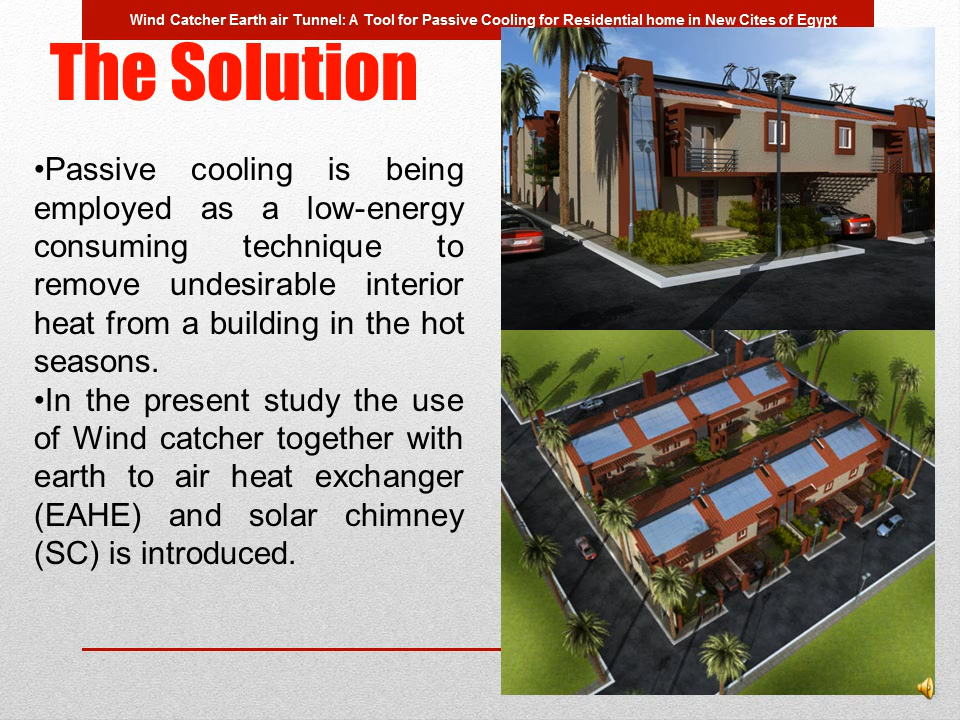 Wind Catcher Earth air Tunnel: A Tool for Passive Cooling for Residential home in New Cites of Egypt
The Solution
•Passive cooling is being
employed as a low-energy
consuming technique to
remove undesirable interior
heat from a building in the hot
seasons.
•In the present study the use
of Wind catcher together with
earth to air heat exchanger
(EAHE) and solar chimney
(SC) is introduced.